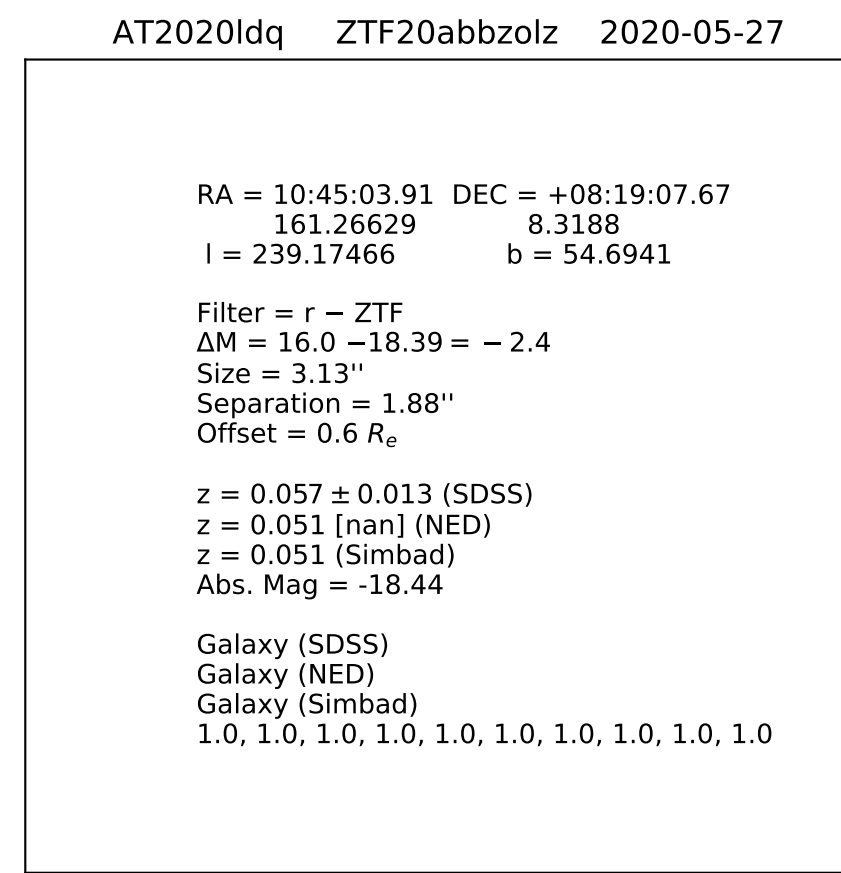 AT2020ldq ZTF20abbzolz 2020-05-27
RA = 10:45:03.91 DEC = +08:19:07.67
161.26629 8.3188
l = 239.17466 b = 54.6941
Filter = r − ZTF
ΔM = 16.0 −18.39 = − 2.4
Size = 3.13''
Separation = 1.88''
Offset = 0.6 Rₑ
z = 0.057 ± 0.013 (SDSS)
z = 0.051 [nan] (NED)
z = 0.051 (Simbad)
Abs. Mag = -18.44
Galaxy (SDSS)
Galaxy (NED)
Galaxy (Simbad)
1.0, 1.0, 1.0, 1.0, 1.0, 1.0, 1.0, 1.0, 1.0, 1.0